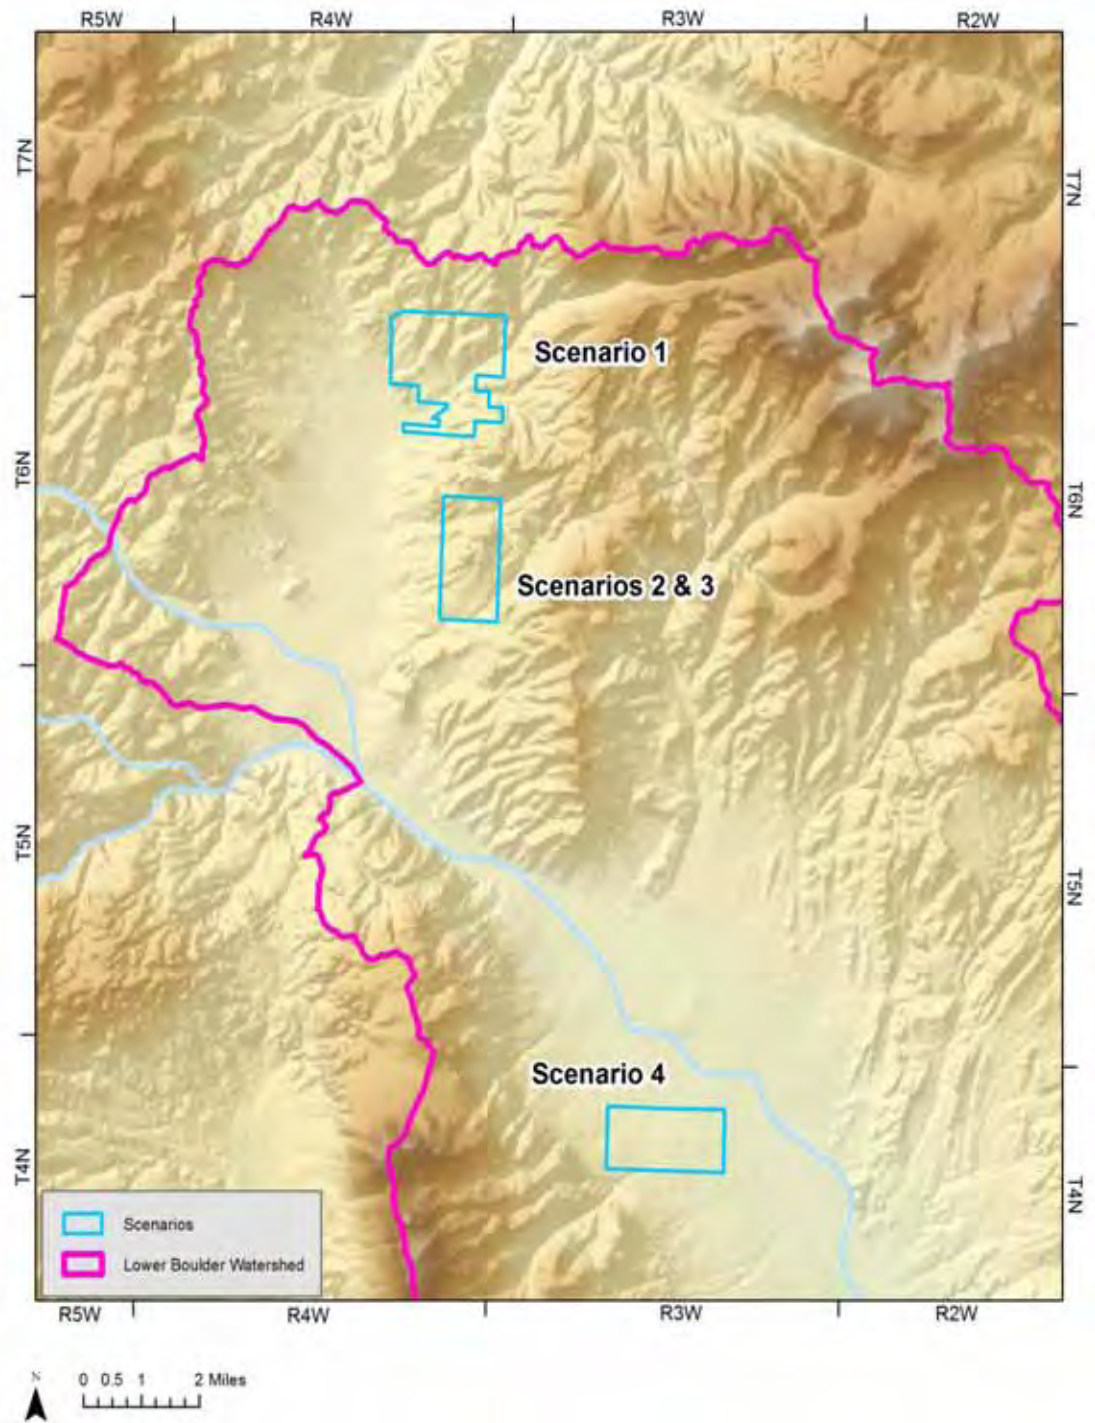 R5W R4W R3W R2W
T7N
T7N
Scenario 1
T6N
T6N
Scenarios 2 & 3
T5N
T5N
Scenario 4
T4N
T4N
Scenarios
Lower Boulder Watershed
R5W R4W R3W R2W
N
0 0.5 1 2 Miles